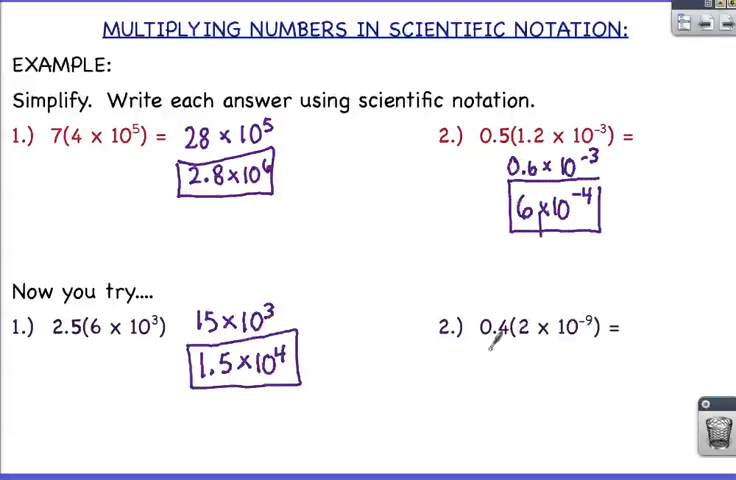 MULTIPLYING NUMBERS IN SCIENTIFIC NOTATION:
EXAMPLE:
Simplify. Write each answer using scientific notation.
1.) 7(4 x 10⁵) = 28 x 10⁵
2.8 x 10⁶
2.) 0.5(1.2 x 10⁻³) =
0.6 x 10⁻³
6 x 10⁻⁴
Now you try....
1.) 2.5(6 x 10³) 15 x 10³
1.5 x 10⁴
2.) 0.4(2 x 10⁻⁹) =